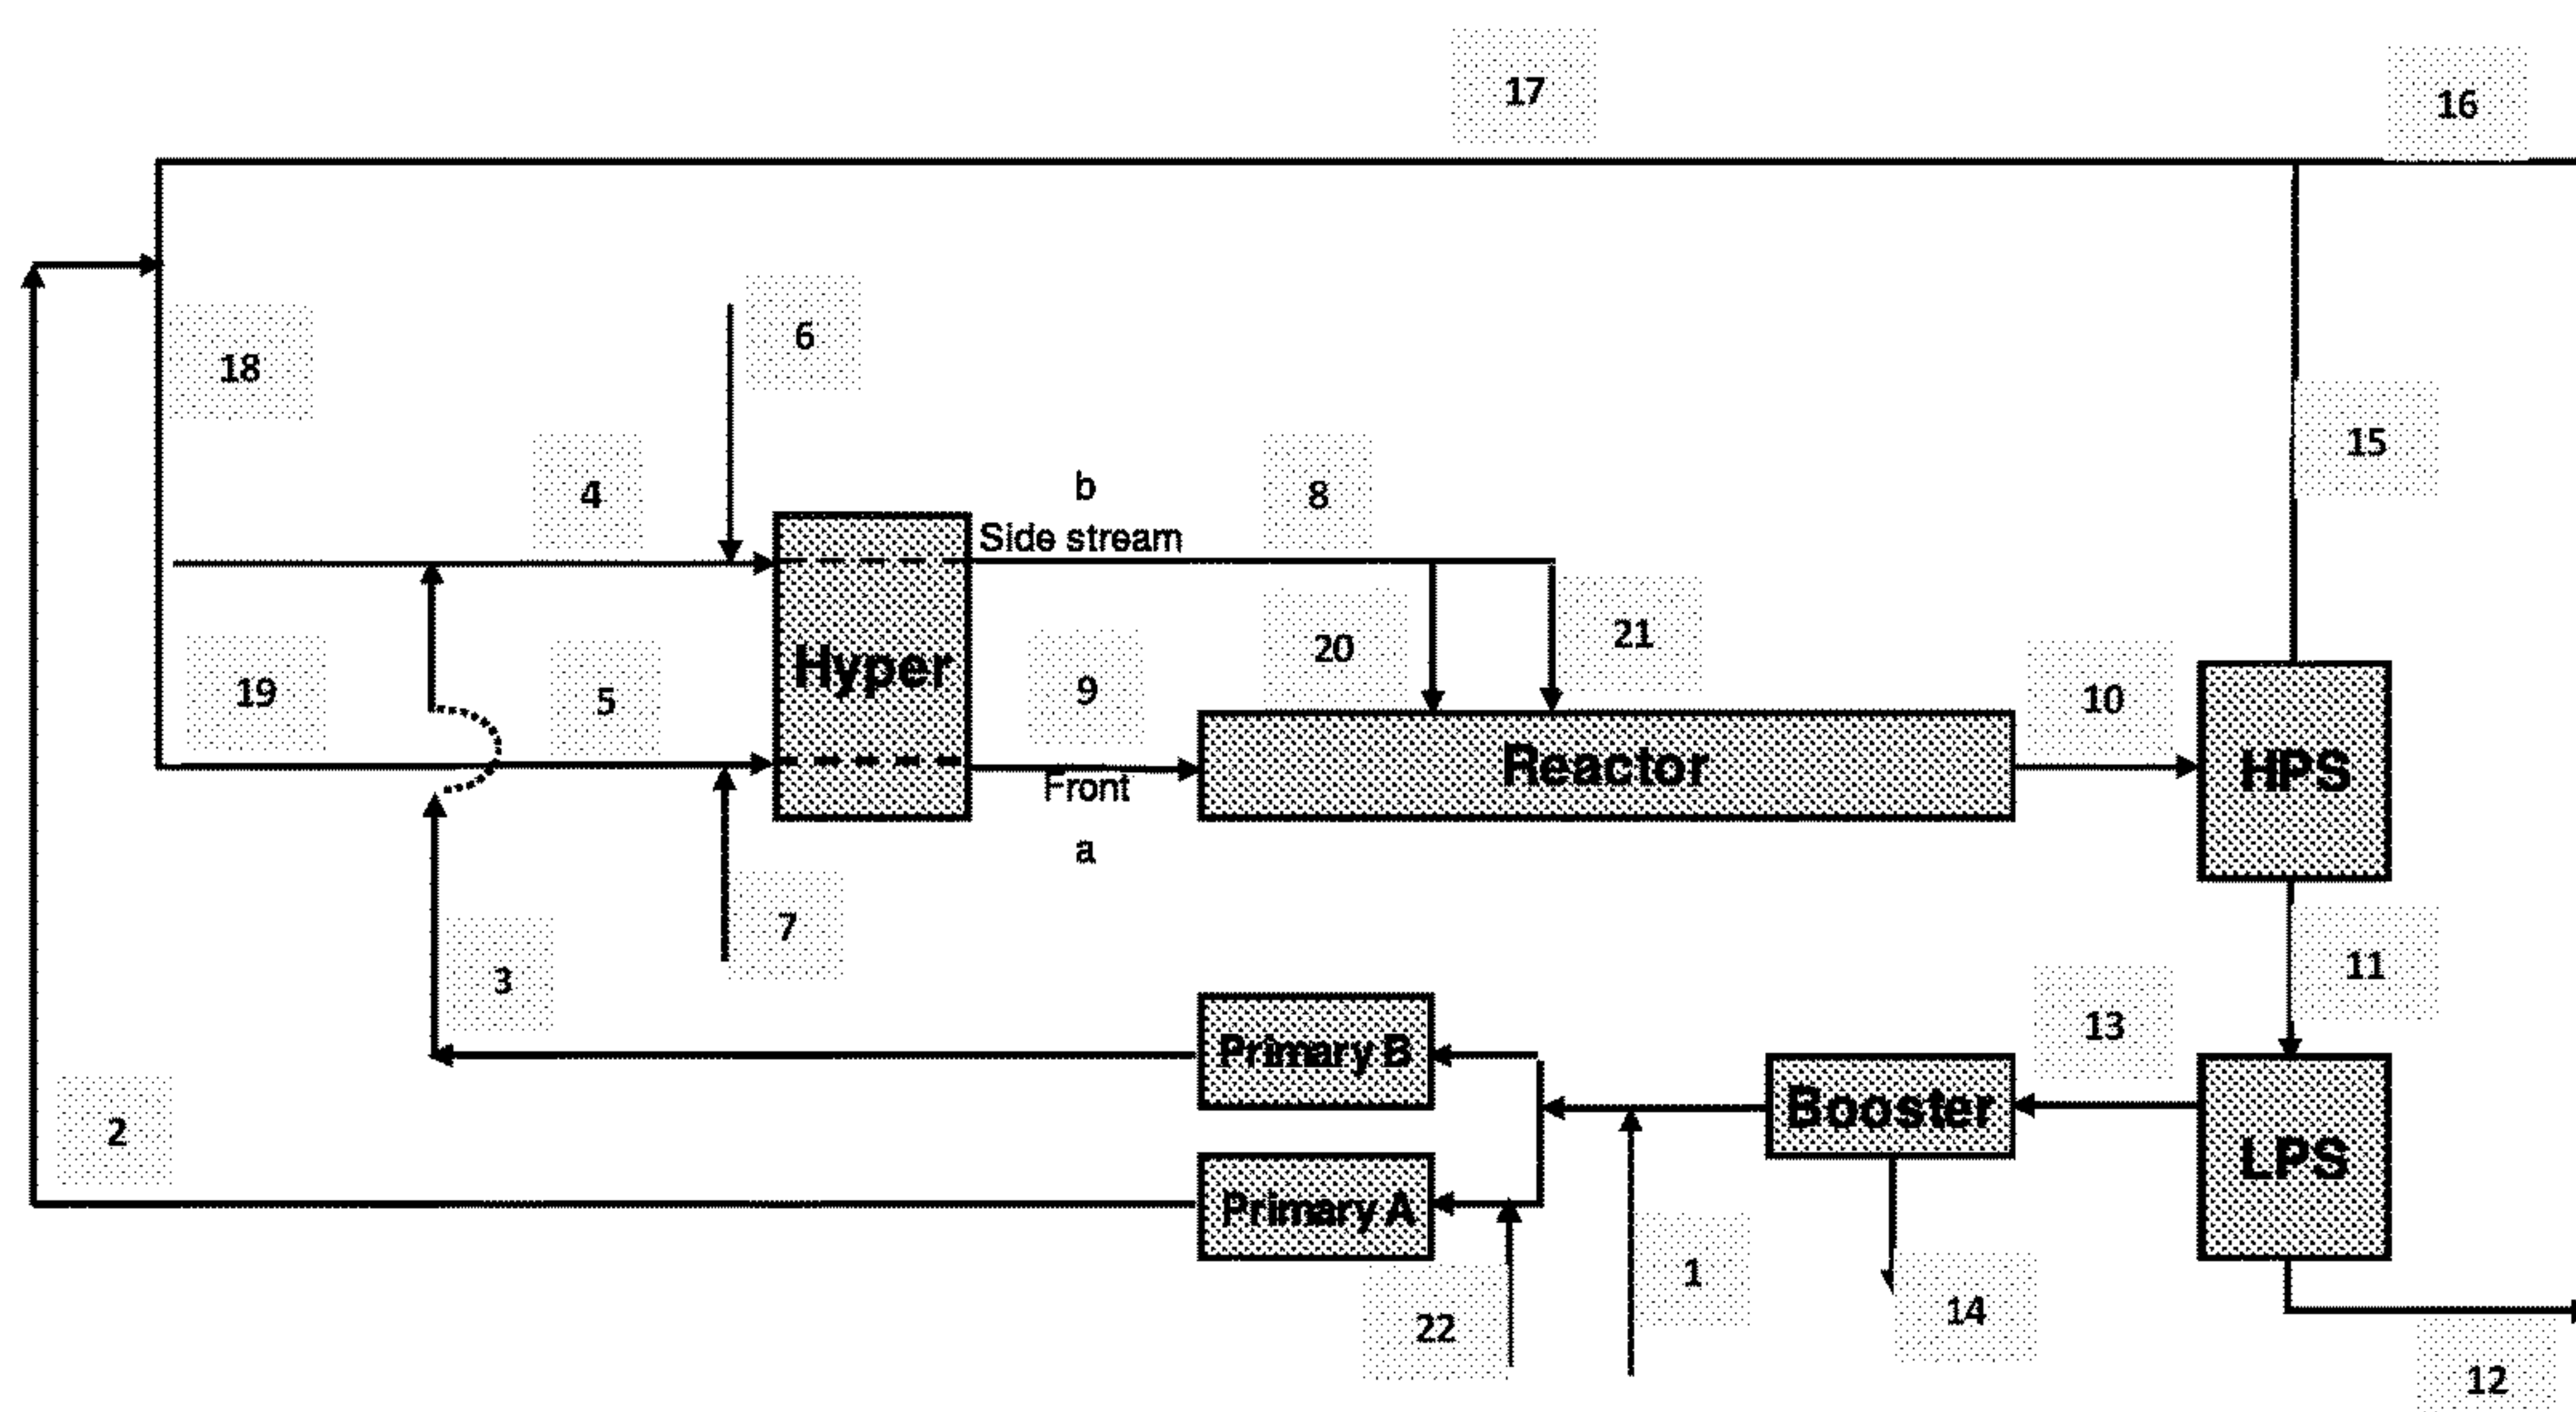 17
16
6
18
b
4
8
15
Side stream
20
21
Hyper
19
5
9
10
Reactor
HPS
Front
a
7
3
11
13
Primary B
Booster
2
LPS
Primary A
1
22
14
12